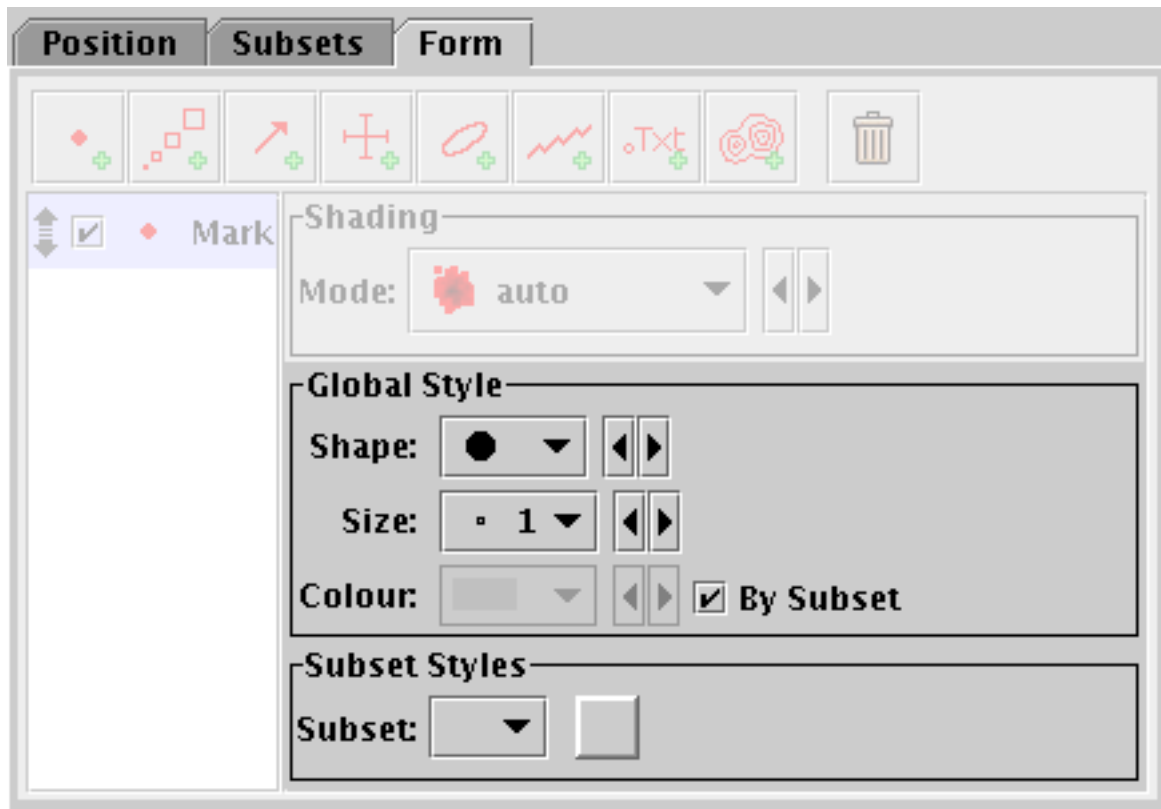 Position Subsets Form
Txt
Mark
Shading
Mode: auto
Global Style
Shape:
Size: 1
Colour: By Subset
Subset Styles
Subset: